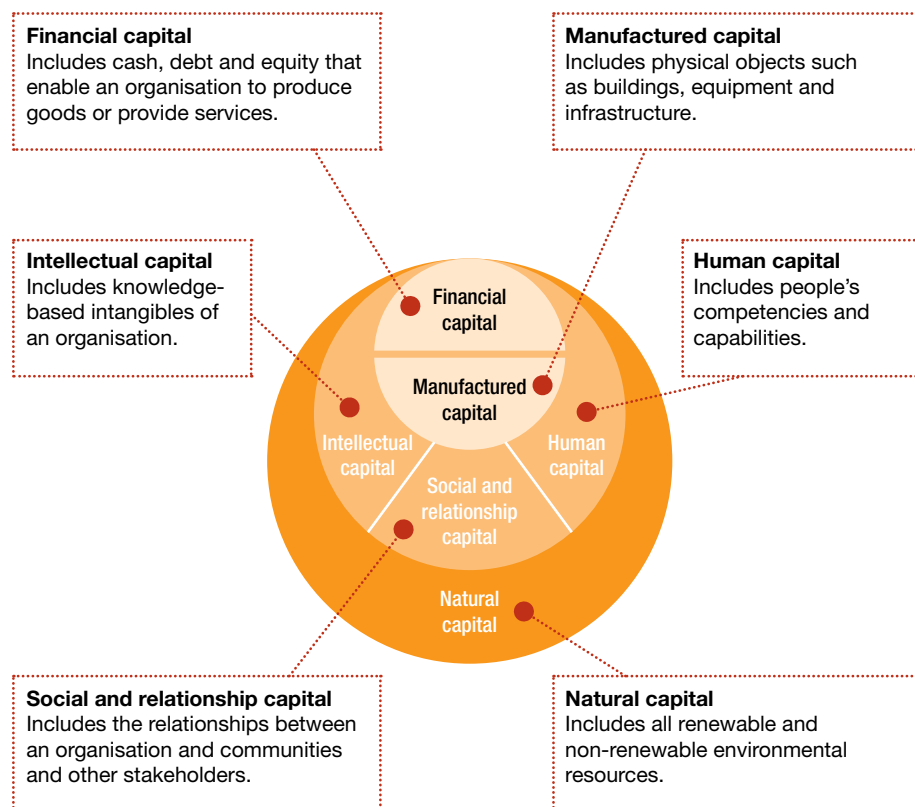 Financial capital
Includes cash, debt and equity that
enable an organisation to produce
goods or provide services.
Manufactured capital
Includes physical objects such
as buildings, equipment and
infrastructure.
Intellectual capital
Includes knowledge-
based intangibles of
an organisation.
Human capital
Includes people's
competencies and
capabilities.
Financial
capital
Manufactured
capital
Intellectual
capital
Human
capital
Social and
relationship
capital
Natural
capital
Social and relationship capital
Includes the relationships between
an organisation and communities
and other stakeholders.
Natural capital
Includes all renewable and
non-renewable environmental
resources.